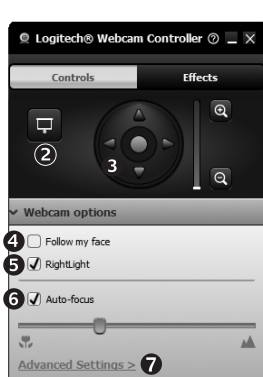 Logitech® Webcam Controller
Controls Effects
2
3
Webcam options
4 Follow my face
5 RightLight
6 Auto-focus
Advanced Settings > 7